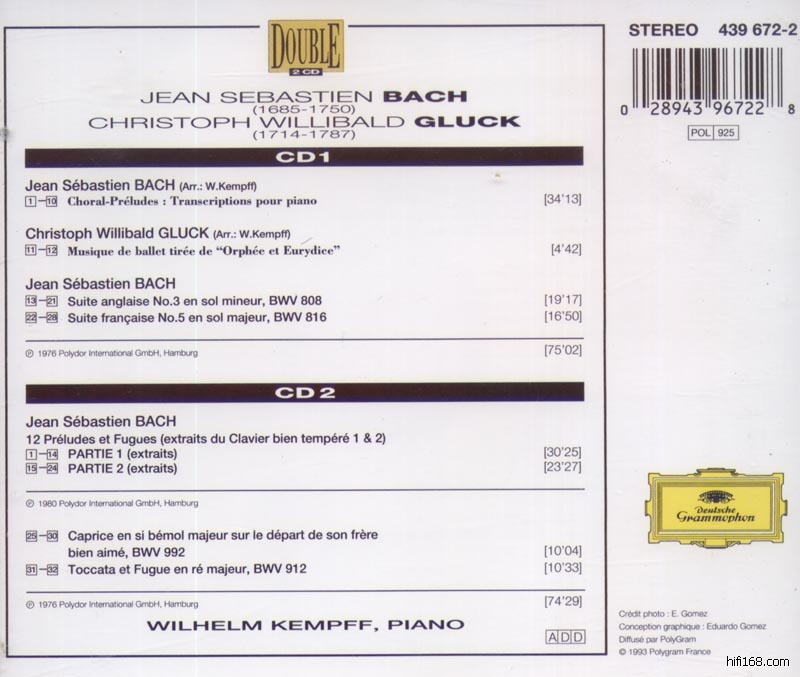 DOUBLE
2 CD
JEAN SEBASTIEN BACH
(1685-1750)
CHRISTOPH WILLIBALD GLUCK
(1714-1787)
STEREO 439 672-2
0 28943 96722 8
POL 925
CD 1
Jean Sébastien BACH (Arr.: W.Kempff)
1-10 Choral-Préludes : Transcriptions pour piano [34'13]
Christoph Willibald GLUCK (Arr.: W.Kempff)
11-12 Musique de ballet tirée de "Orphée et Eurydice" [4'42]
Jean Sébastien BACH
13-21 Suite anglaise No.3 en sol mineur, BWV 808 [19'17]
22-28 Suite française No.5 en sol majeur, BWV 816 [16'50]
℗ 1976 Polydor International GmbH, Hamburg [75'02]
CD 2
Jean Sébastien BACH
12 Préludes et Fugues (extraits du Clavier bien tempéré 1 & 2)
1-14 PARTIE 1 (extraits) [30'25]
15-24 PARTIE 2 (extraits) [23'27]
℗ 1980 Polydor International GmbH, Hamburg
25-30 Caprice en si bémol majeur sur le départ de son frère
bien aimé, BWV 992 [10'04]
31-32 Toccata et Fugue en ré majeur, BWV 912 [10'33]
℗ 1976 Polydor International GmbH, Hamburg [74'29]
WILHELM KEMPFF, PIANO
ADD
Deutsche
Grammophon
Crédit photo : E. Gomez
Conception graphique : Eduardo Gomez
Diffusé par PolyGram
© 1993 Polygram France
hifi168.com